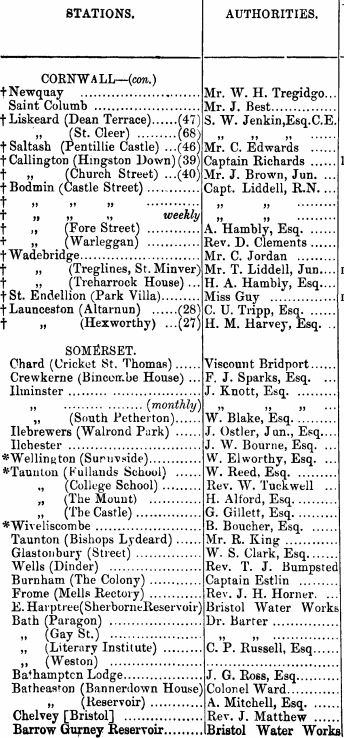 STATIONS. AUTHORITIES.
CORNWALL—(con.)
†Newquay .................. Mr. W. H. Tregidgo...
Saint Columb .................. Mr. J. Best..................
†Liskeard (Dean Terrace)......(47) S. W. Jenkin,Esq.C.E.
† „ (St. Cleer) .........(68) „ „ „
†Saltash (Pentillie Castle) ...(46) Mr. C. Edwards ......
†Callington (Hingston Down) (39) Captain Richards ......
† „ (Church Street) ...(40) Mr. J. Brown, Jun. ...
†Bodmin (Castle Street) ............ Capt. Liddell, R.N. ...
† „ „ „ ............ „ „
† „ „ „ weekly „ „
† „ (Fore Street) ............ A. Hambly, Esq. ......
† „ (Warleggan) ............ Rev. D. Clements ......
†Wadebridge........................ Mr. C. Jordan ......
† „ (Treglines, St. Minver) Mr. T. Liddell, Jun....
† „ (Treharrock House) ... H. A. Hambly, Esq....
†St. Endellion (Park Villa)......... Miss Guy ..................
†Launceston (Altarnun) ......(28) C. U. Tripp, Esq. ......
† „ (Hexworthy) ...(27) H. M. Harvey, Esq. ..
SOMERSET.
Chard (Cricket St. Thomas)...... Viscount Bridport......
Crewkerne (Bincombe House) ... F. J. Sparks, Esq. ...
Ilminster ........................ J. Knott, Esq. .........
„ .................. (monthly) „ „ „
„ (South Petherton)...... W. Blake, Esq. .........
Ilebrewers (Walrond Park) ...... J. Ostler, Jun., Esq....
Ilchester ........................ J. W. Bourne, Esq. ...
*Wellington (Sunnyside)............ W. Elworthy, Esq. ...
*Taunton (Fullands School) ...... W. Reed, Esq. .........
„ (College School) ......... Rev. W. Tuckwell ...
„ (The Mount) ............ H. Alford, Esq. .........
„ (The Castle) ............ G. Gillett, Esq. .........
*Wiveliscombe ........................ B. Boucher, Esq. ......
Taunton (Bishops Lydeard) ...... Mr. R. King ............
Glastonbury (Street) ............ W. S. Clark, Esq.......
Wells (Dinder) .................. Rev. T. J. Bumpsted
Burnham (The Colony) ............ Captain Estlin .........
Frome (Mells Rectory) ............ Rev. J. H. Horner. ...
E. Harptree(SherborneReservoir) Bristol Water Works
Bath (Paragon) .................. Dr. Barter ...............
„ (Gay St.) .................. „ „
„ (Literary Institute) ......... C. P. Russell, Esq......
„ (Weston) ..................
Bathampton Lodge.................. J. G. Ross, Esq.........
Batheaston (Bannerdown House) Colonel Ward............
„ (Reservoir) ............ A. Mitchell, Esq. ......
Chelvey [Bristol] .................. Rev. J. Matthew ......
Barrow Gurney Reservoir......... Bristol Water Works